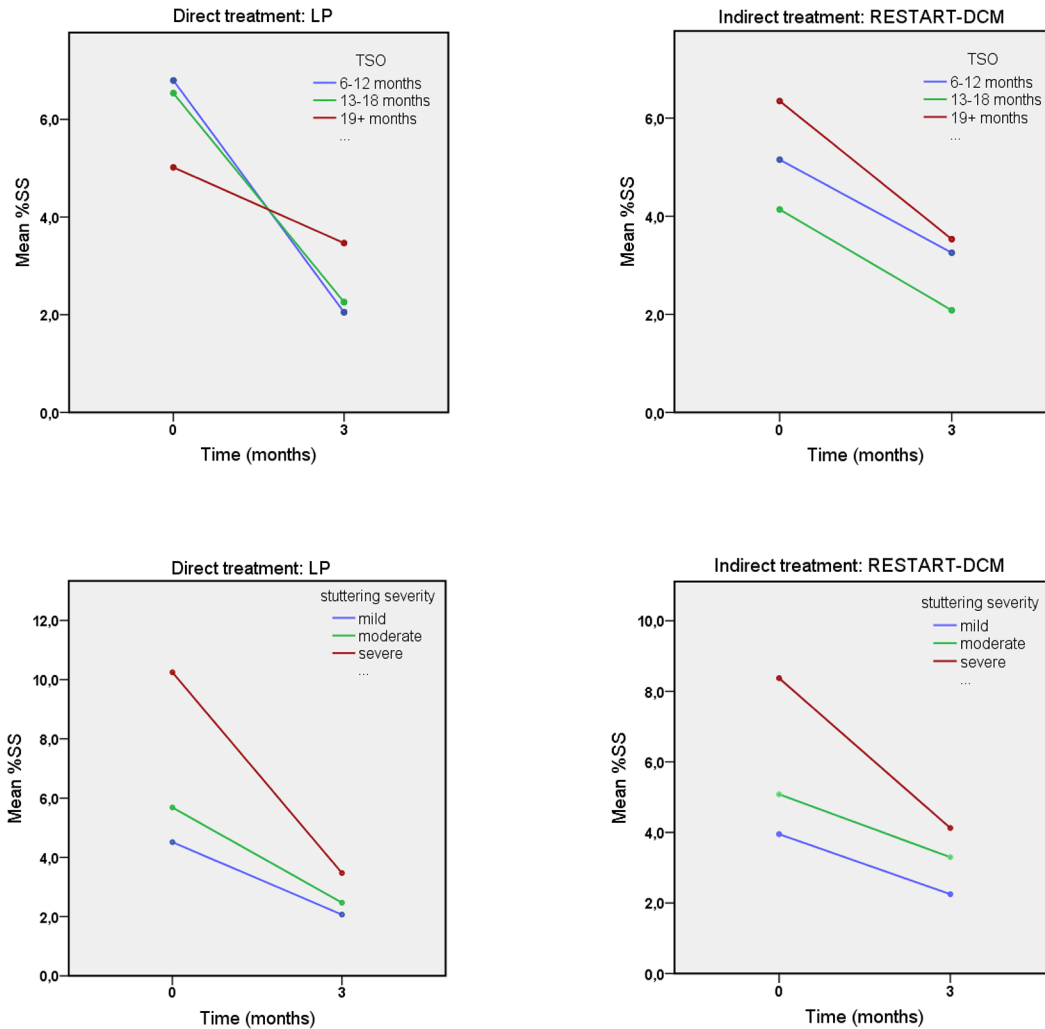 Direct treatment: LP
TSO
6-12 months
13-18 months
19+ months
...
6,0
4,0
2,0
0,0
Mean %SS
0
3
Time (months)
Indirect treatment: RESTART-DCM
TSO
6-12 months
13-18 months
19+ months
...
6,0
4,0
2,0
0,0
Mean %SS
0
3
Time (months)
Direct treatment: LP
stuttering severity
mild
moderate
severe
...
12,0
10,0
8,0
6,0
4,0
2,0
0,0
Mean %SS
0
3
Time (months)
Indirect treatment: RESTART-DCM
stuttering severity
mild
moderate
severe
...
10,0
8,0
6,0
4,0
2,0
0,0
Mean %SS
0
3
Time (months)